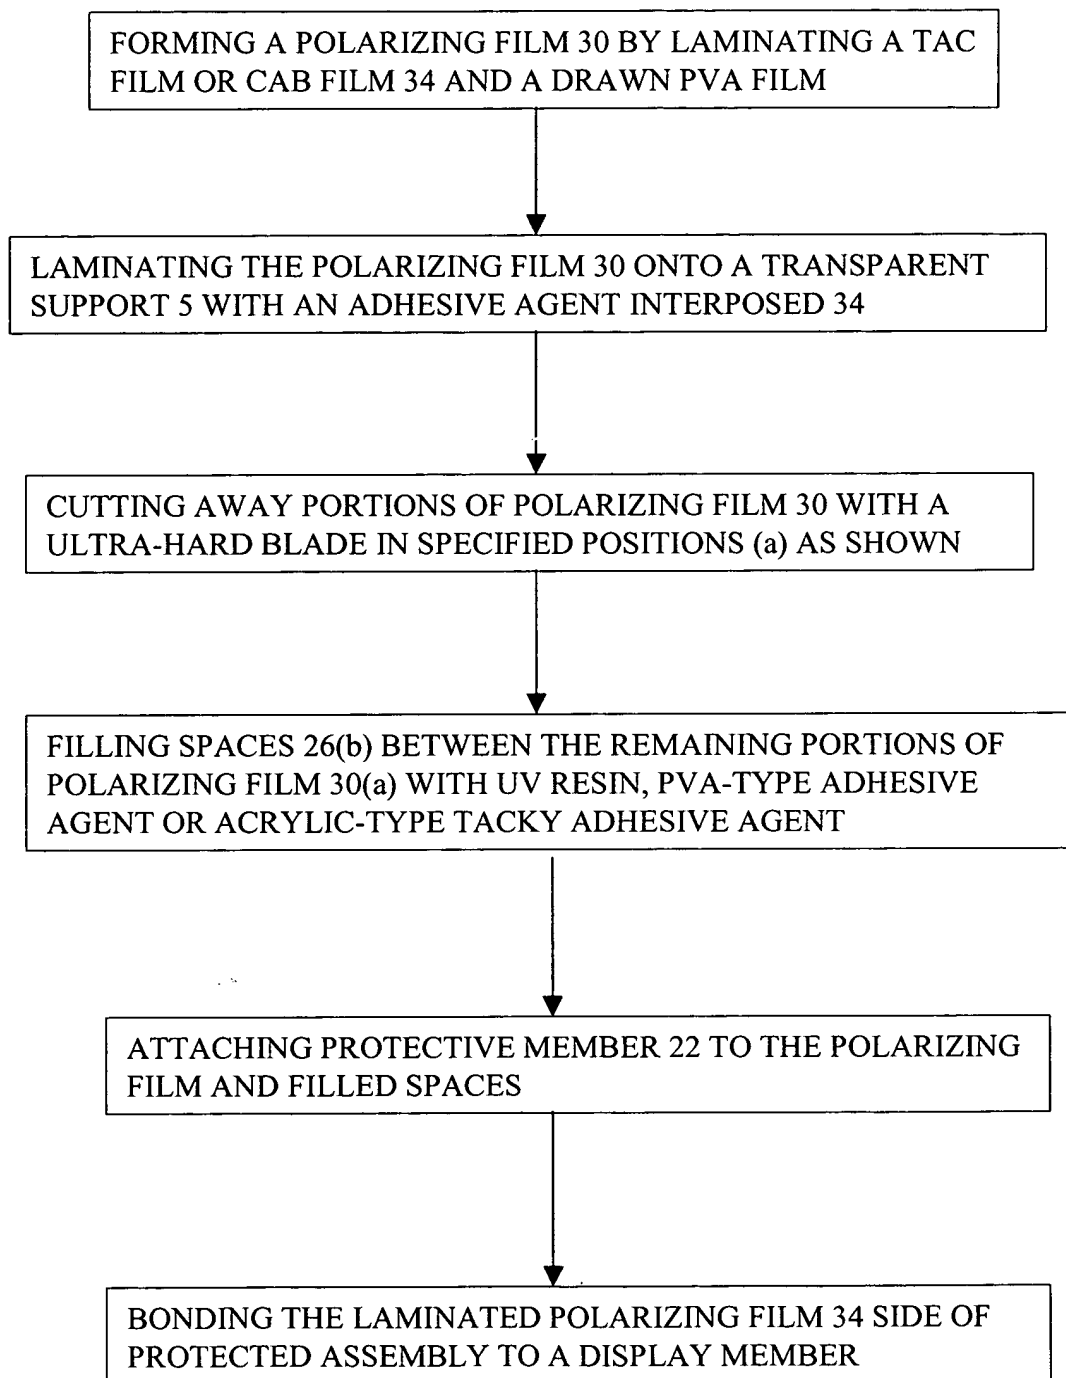 FORMING A POLARIZING FILM 30 BY LAMINATING A TAC
FILM OR CAB FILM 34 AND A DRAWN PVA FILM
LAMINATING THE POLARIZING FILM 30 ONTO A TRANSPARENT
SUPPORT 5 WITH AN ADHESIVE AGENT INTERPOSED 34
CUTTING AWAY PORTIONS OF POLARIZING FILM 30 WITH A
ULTRA-HARD BLADE IN SPECIFIED POSITIONS (a) AS SHOWN
FILLING SPACES 26(b) BETWEEN THE REMAINING PORTIONS OF
POLARIZING FILM 30(a) WITH UV RESIN, PVA-TYPE ADHESIVE
AGENT OR ACRYLIC-TYPE TACKY ADHESIVE AGENT
ATTACHING PROTECTIVE MEMBER 22 TO THE POLARIZING
FILM AND FILLED SPACES
BONDING THE LAMINATED POLARIZING FILM 34 SIDE OF
PROTECTED ASSEMBLY TO A DISPLAY MEMBER